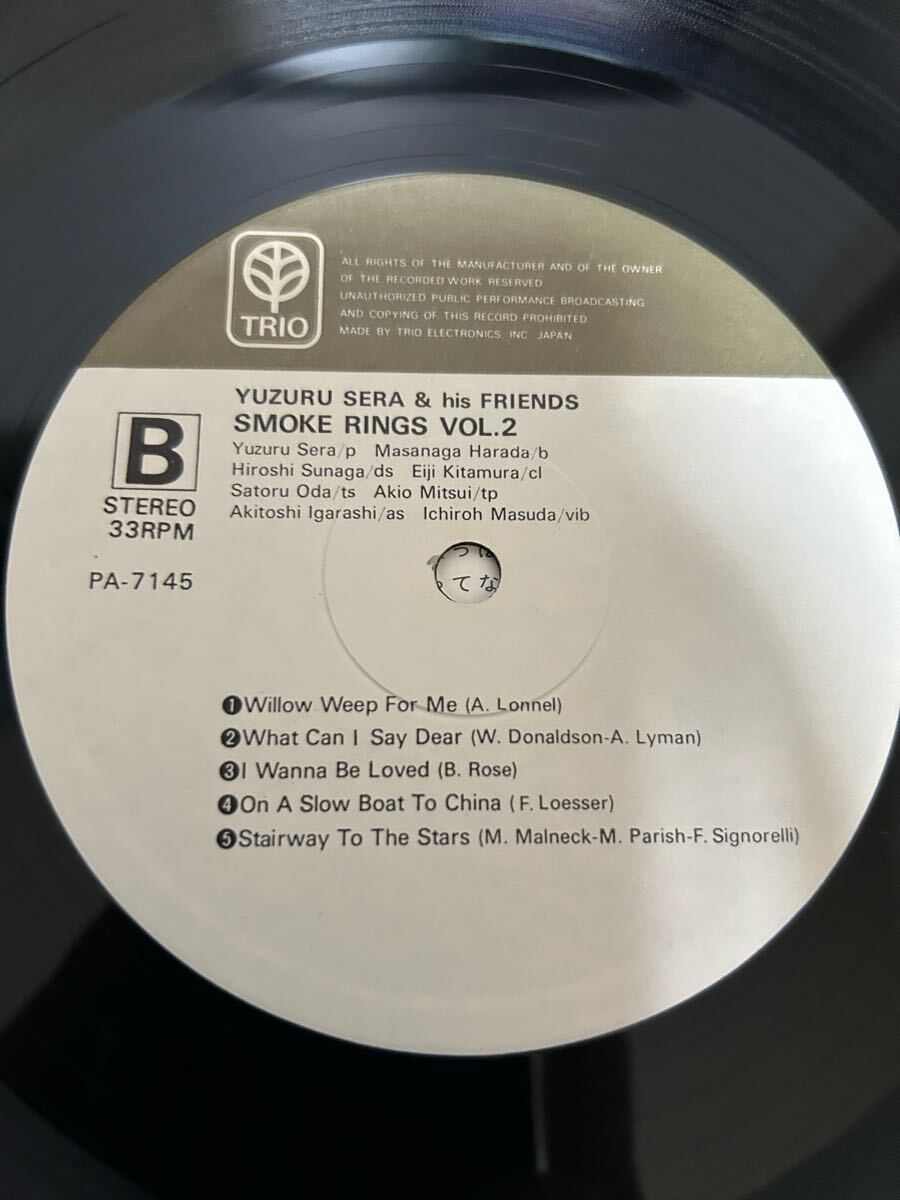 TRIO
ALL RIGHTS OF THE MANUFACTURER AND OF THE OWNER
OF THE RECORDED WORK RESERVED
UNAUTHORIZED PUBLIC PERFORMANCE BROADCASTING
AND COPYING OF THIS RECORD PROHIBITED
MADE BY TRIO ELECTRONICS, INC. JAPAN
YUZURU SERA & his FRIENDS
SMOKE RINGS VOL.2
Yuzuru Sera/p Masanaga Harada/b
Hiroshi Sunaga/ds Eiji Kitamura/cl
Satoru Oda/ts Akio Mitsui/tp
Akitoshi Igarashi/as Ichiroh Masuda/vib
B
STEREO
33RPM
PA-7145
てな
❶Willow Weep For Me (A. Lonnel)
❷What Can I Say Dear (W. Donaldson-A. Lyman)
❸I Wanna Be Loved (B. Rose)
❹On A Slow Boat To China (F. Loesser)
❺Stairway To The Stars (M. Malneck-M. Parish-F. Signorelli)